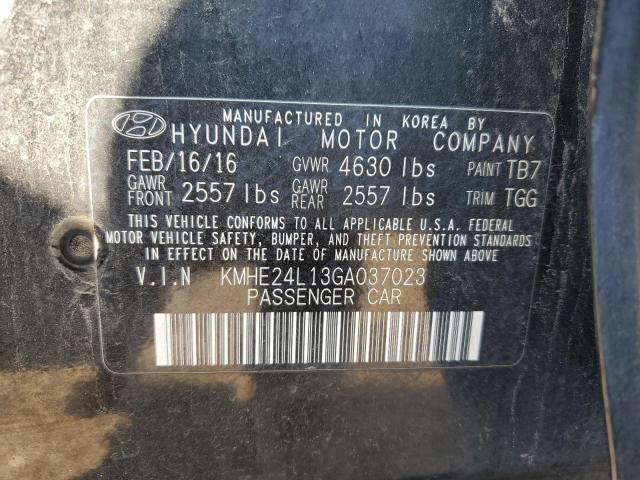 MANUFACTURED IN KOREA BY
HYUNDAI MOTOR COMPANY
FEB/16/16 GVWR 4630 lbs PAINT TB7
GAWR FRONT 2557 lbs GAWR REAR 2557 lbs TRIM TGG
THIS VEHICLE CONFORMS TO ALL APPLICABLE U.S.A. FEDERAL
MOTOR VEHICLE SAFETY, BUMPER, AND THEFT PREVENTION STANDARDS
IN EFFECT ON THE DATE OF MANUFACTURE SHOWN ABOVE
V.I.N KMHE24L13GA037023
PASSENGER CAR